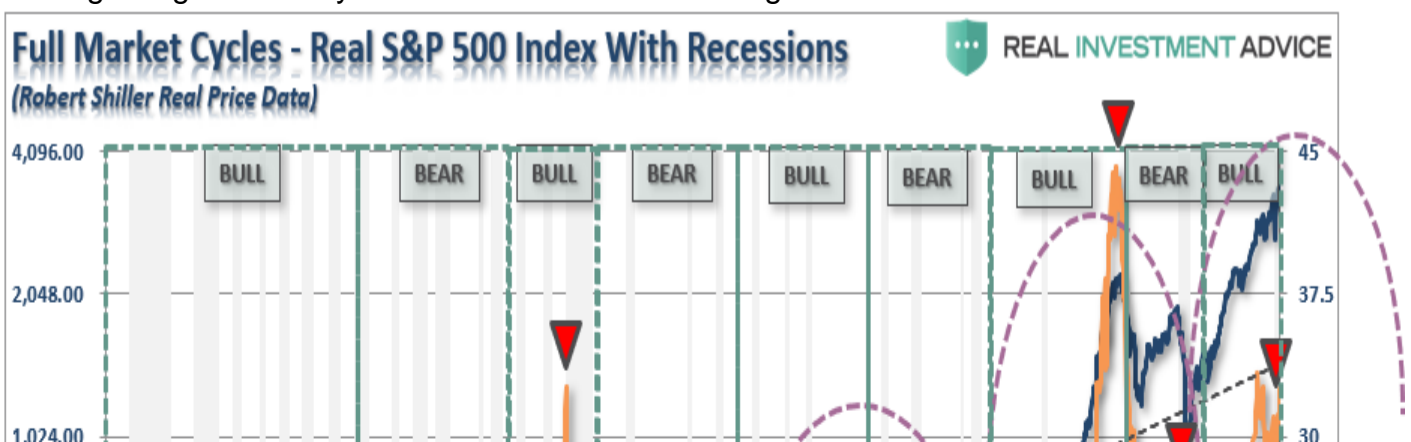 Full Market Cycles - Real S&P 500 Index With Recessions
REAL INVESTMENT ADVICE
(Robert Shiller Real Price Data)
4,096.00
45
BULL
BEAR
BULL
BEAR
BULL
BEAR
BULL
BEAR
BULL
2,048.00
37.5
1,024.00
30